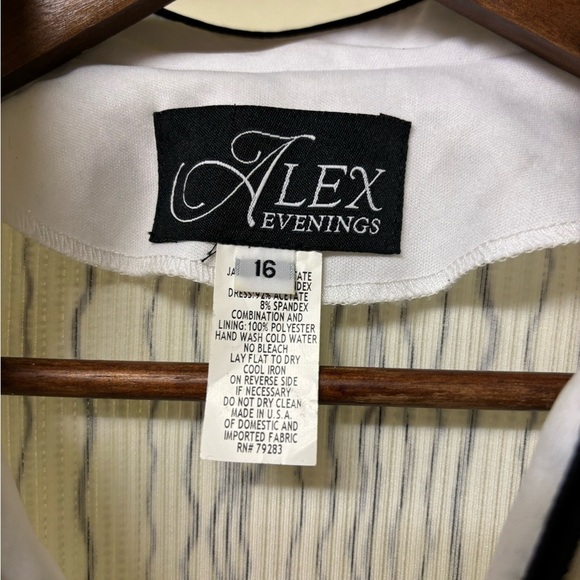 ALEX
EVENINGS
16
DRESS: 92% ACETATE
8% SPANDEX
COMBINATION AND
LINING: 100% POLYESTER
HAND WASH COLD WATER
NO BLEACH
LAY FLAT TO DRY
COOL IRON
ON REVERSE SIDE
IF NECESSARY
DO NOT DRY CLEAN
MADE IN U.S.A.
OF DOMESTIC AND
IMPORTED FABRIC
RN# 79283